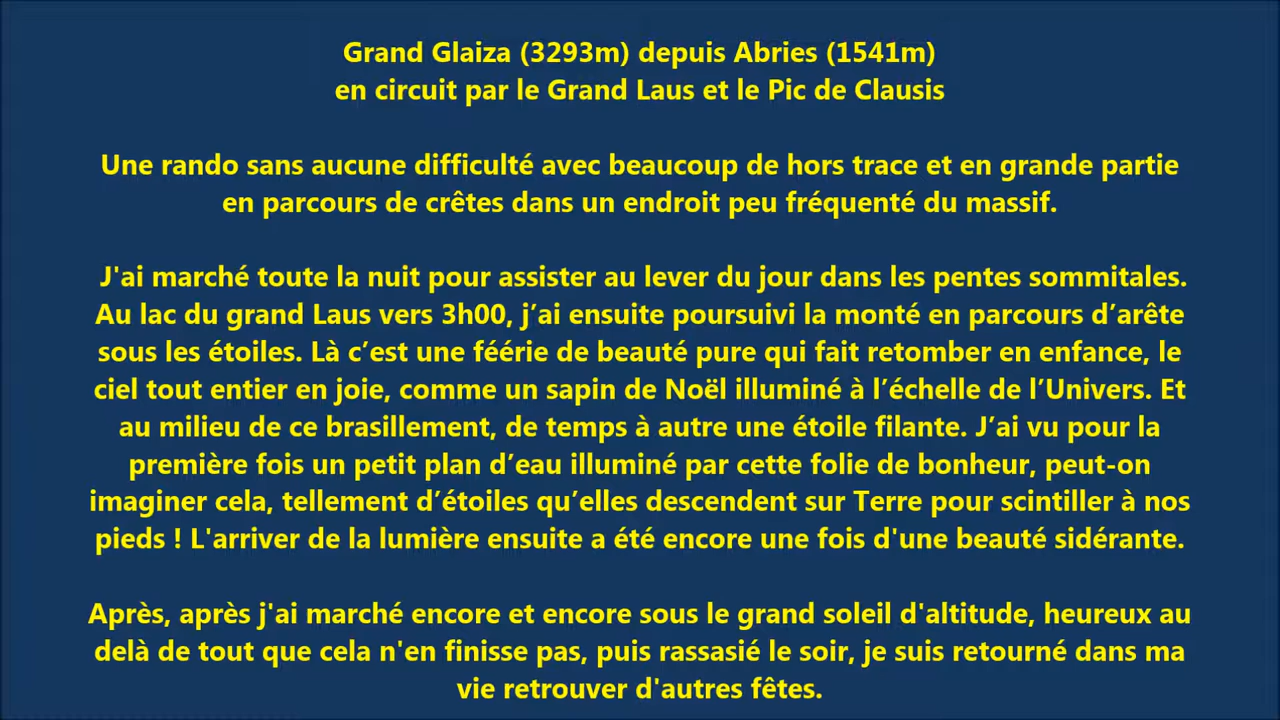 Grand Glaiza (3293m) depuis Abries (1541m)
en circuit par le Grand Laus et le Pic de Clausis
Une rando sans aucune difficulté avec beaucoup de hors trace et en grande partie
en parcours de crêtes dans un endroit peu fréquenté du massif.
J'ai marché toute la nuit pour assister au lever du jour dans les pentes sommitales.
Au lac du grand Laus vers 3h00, j’ai ensuite poursuivi la monté en parcours d’arête
sous les étoiles. Là c’est une féérie de beauté pure qui fait retomber en enfance, le
ciel tout entier en joie, comme un sapin de Noël illuminé à l’échelle de l’Univers. Et
au milieu de ce brasillement, de temps à autre une étoile filante. J’ai vu pour la
première fois un petit plan d’eau illuminé par cette folie de bonheur, peut-on
imaginer cela, tellement d’étoiles qu’elles descendent sur Terre pour scintiller à nos
pieds ! L'arriver de la lumière ensuite a été encore une fois d'une beauté sidérante.
Après, après j'ai marché encore et encore sous le grand soleil d'altitude, heureux au
delà de tout que cela n'en finisse pas, puis rassasié le soir, je suis retourné dans ma
vie retrouver d'autres fêtes.